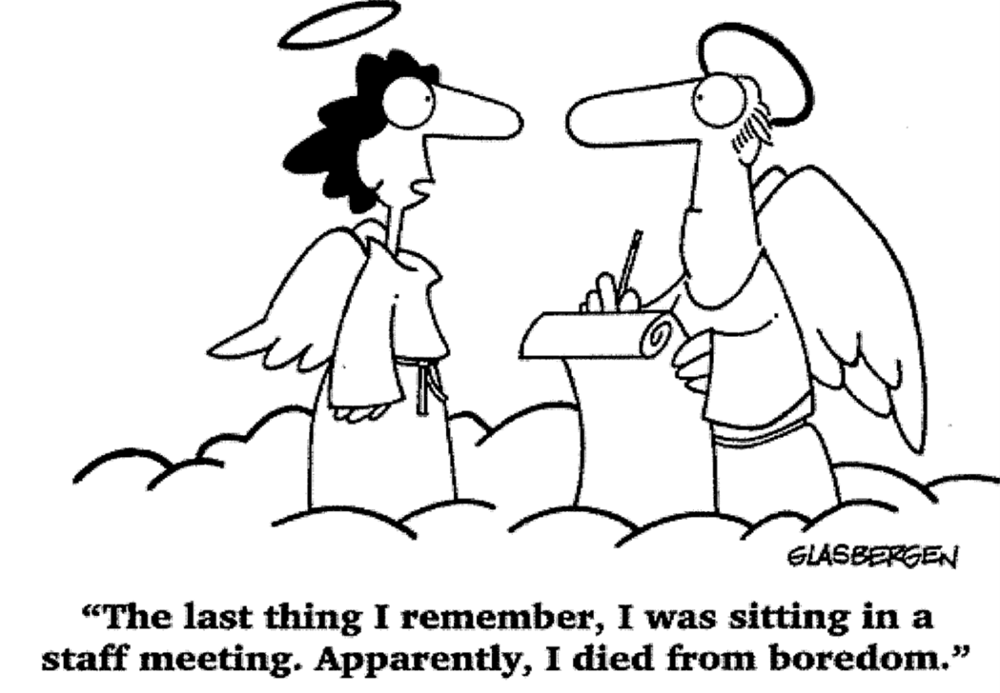 GLASBERGEN
“The last thing I remember, I was sitting in a
staff meeting. Apparently, I died from boredom.”